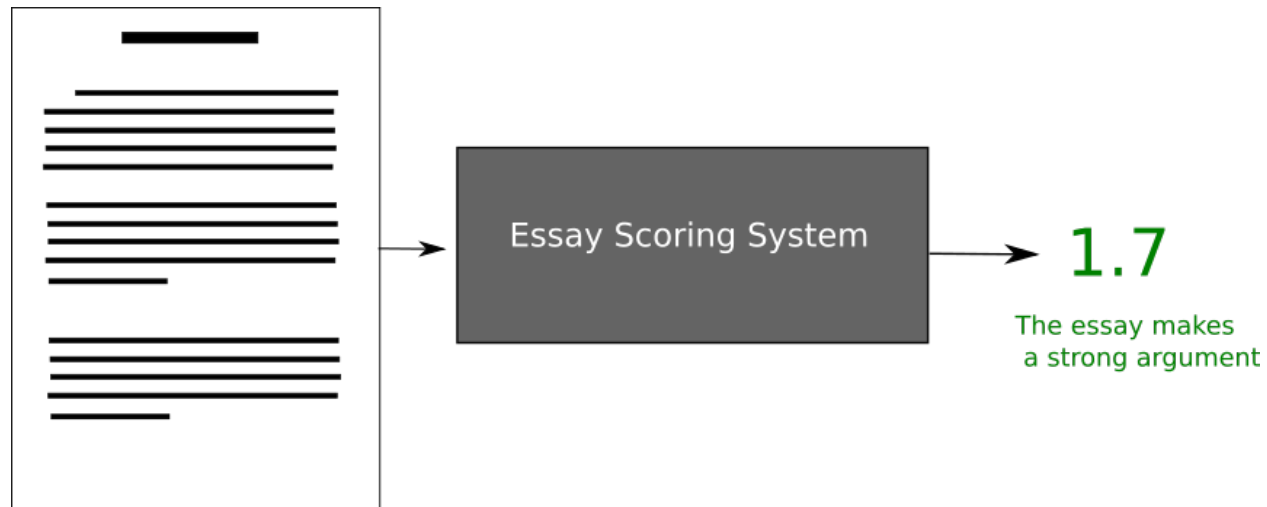 Essay Scoring System
1.7
The essay makes
a strong argument